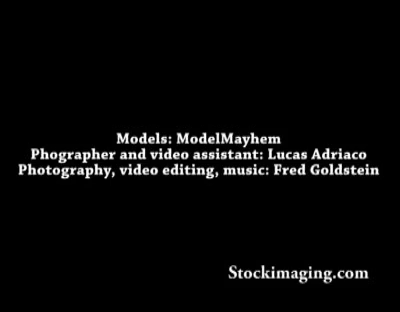 Models: ModelMayhem
Phographer and video assistant: Lucas Adriaco
Photography, video editing, music: Fred Goldstein
Stockimaging.com